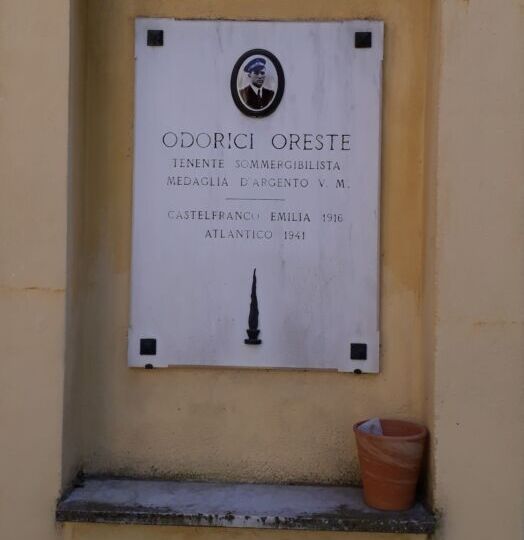 ODORICI ORESTE
TENENTE SOMMERGIBILISTA
MEDAGLIA D'ARGENTO V. M.
CASTELFRANCO EMILIA 1916
ATLANTICO 1941